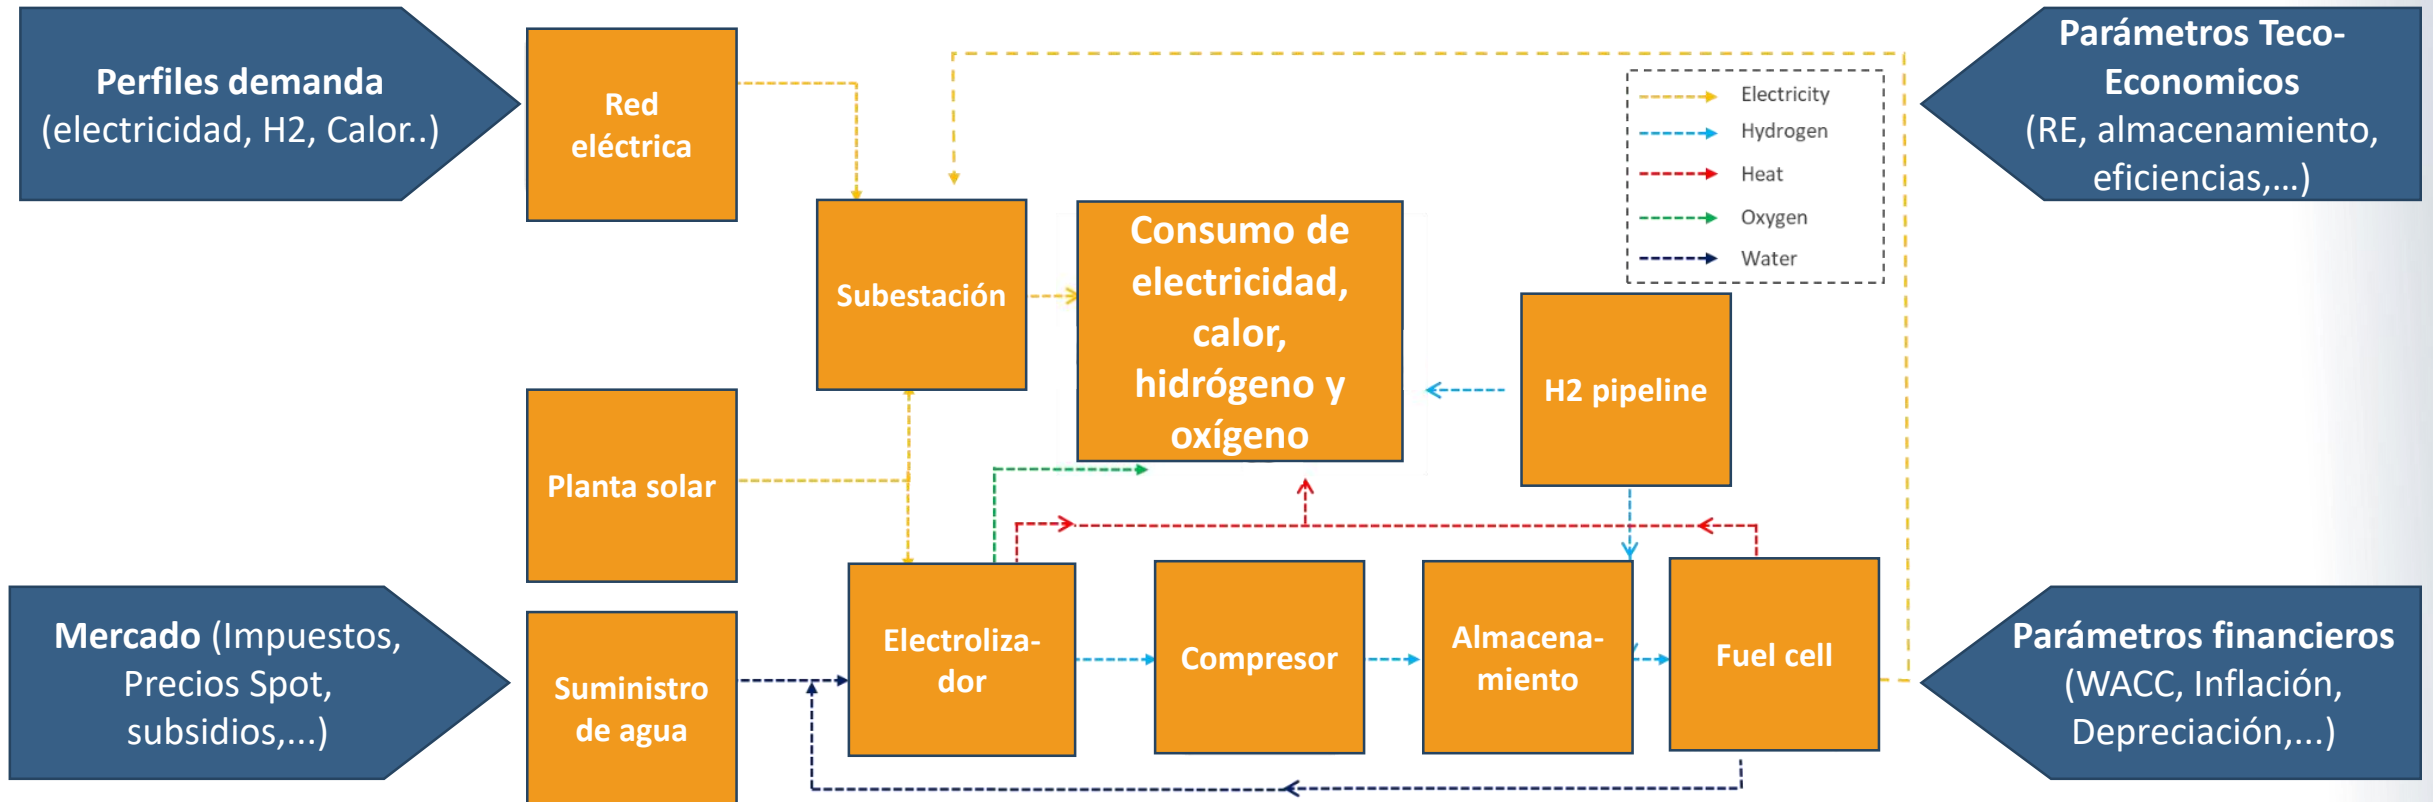 Perfiles demanda
(electricidad, H2, Calor..)
Red
eléctrica
Parámetros Teco-
Economicos
(RE, almacenamiento,
eficiencias,...)
Electricity
Hydrogen
Heat
Oxygen
Water
Subestación
Consumo de
electricidad,
calor,
hidrógeno y
oxígeno
H2 pipeline
Planta solar
Mercado (Impuestos,
Precios Spot,
subsidios,...)
Suministro
de agua
Electroliza-
dor
Compresor
Almacena-
miento
Fuel cell
Parámetros financieros
(WACC, Inflación,
Depreciación,...)